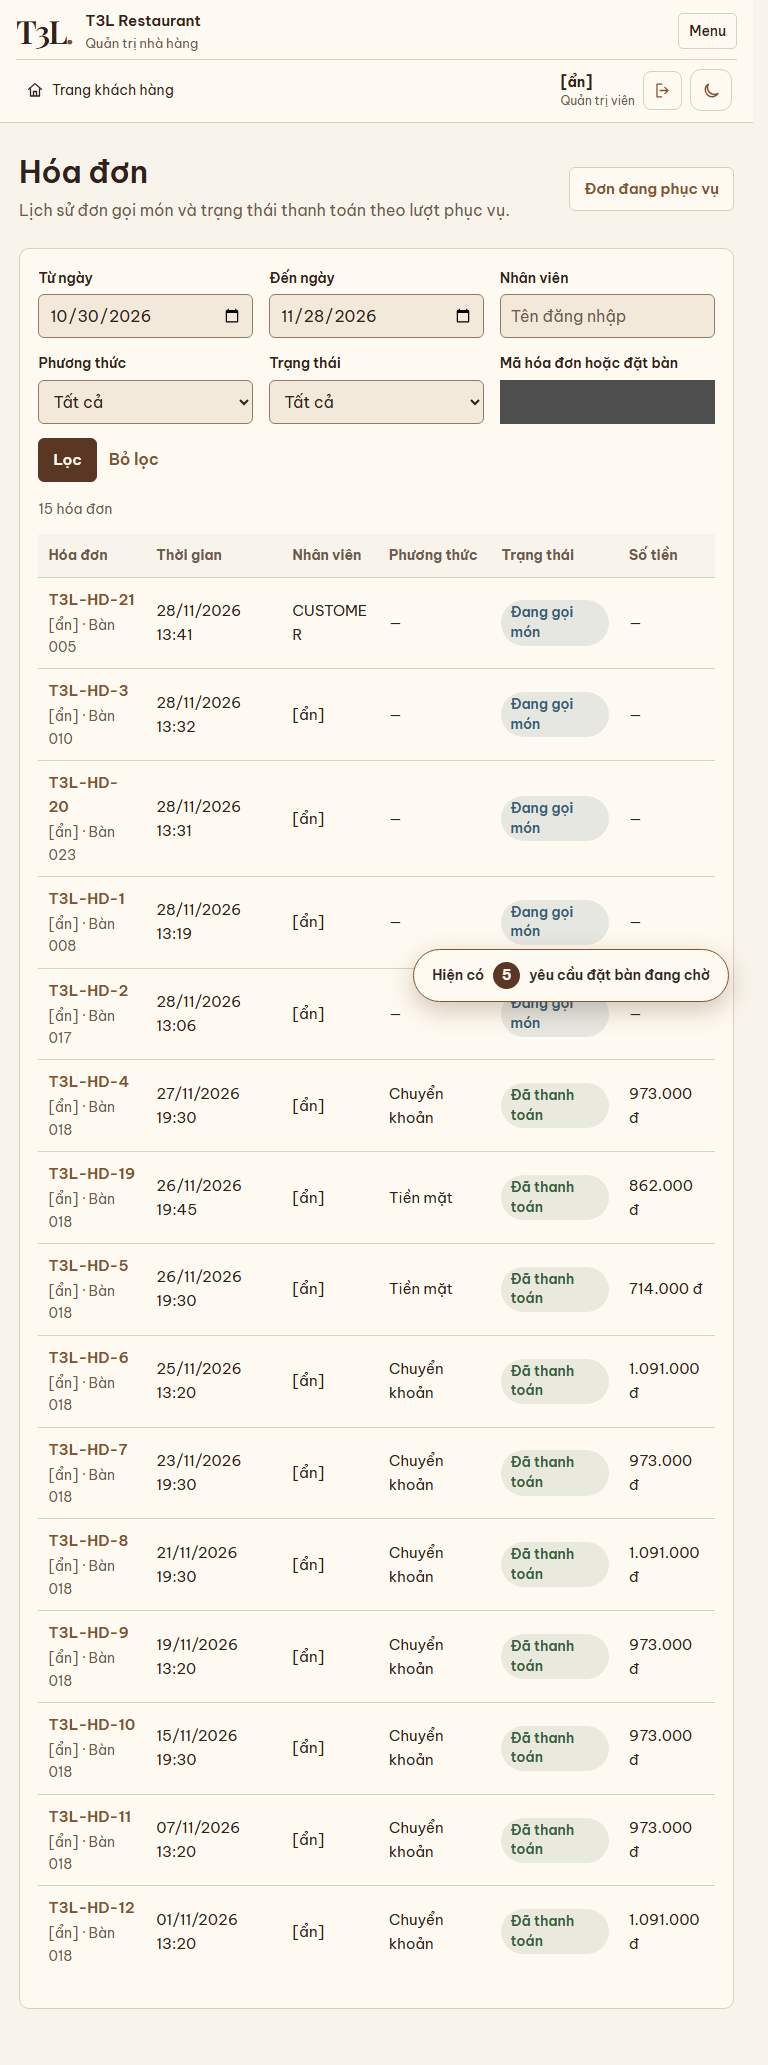 T3L.
T3L Restaurant
Quản trị nhà hàng
Menu
Trang khách hàng
[ẩn]
Quản trị viên
Hóa đơn
Lịch sử đơn gọi món và trạng thái thanh toán theo lượt phục vụ.
Đơn đang phục vụ
Từ ngày
Đến ngày
Nhân viên
10/30/2026
11/28/2026
Tên đăng nhập
Phương thức
Trạng thái
Mã hóa đơn hoặc đặt bàn
Tất cả
Tất cả
Lọc
Bỏ lọc
15 hóa đơn
Hóa đơn
Thời gian
Nhân viên
Phương thức
Trạng thái
Số tiền
T3L-HD-21
[ẩn] · Bàn
005
28/11/2026
13:41
CUSTOME
R
—
Đang gọi
món
—
T3L-HD-3
[ẩn] · Bàn
010
28/11/2026
13:32
[ẩn]
—
Đang gọi
món
—
T3L-HD-
20
[ẩn] · Bàn
023
28/11/2026
13:31
[ẩn]
—
Đang gọi
món
—
T3L-HD-1
[ẩn] · Bàn
008
28/11/2026
13:19
[ẩn]
—
Đang gọi
món
—
Hiện có 5 yêu cầu đặt bàn đang chờ
T3L-HD-2
[ẩn] · Bàn
017
28/11/2026
13:06
[ẩn]
—
Đang gọi
món
—
T3L-HD-4
[ẩn] · Bàn
018
27/11/2026
19:30
[ẩn]
Chuyển
khoản
Đã thanh
toán
973.000
đ
T3L-HD-19
[ẩn] · Bàn
018
26/11/2026
19:45
[ẩn]
Tiền mặt
Đã thanh
toán
862.000
đ
T3L-HD-5
[ẩn] · Bàn
018
26/11/2026
19:30
[ẩn]
Tiền mặt
Đã thanh
toán
714.000 đ
T3L-HD-6
[ẩn] · Bàn
018
25/11/2026
13:20
[ẩn]
Chuyển
khoản
Đã thanh
toán
1.091.000
đ
T3L-HD-7
[ẩn] · Bàn
018
23/11/2026
19:30
[ẩn]
Chuyển
khoản
Đã thanh
toán
973.000
đ
T3L-HD-8
[ẩn] · Bàn
018
21/11/2026
19:30
[ẩn]
Chuyển
khoản
Đã thanh
toán
1.091.000
đ
T3L-HD-9
[ẩn] · Bàn
018
19/11/2026
13:20
[ẩn]
Chuyển
khoản
Đã thanh
toán
973.000
đ
T3L-HD-10
[ẩn] · Bàn
018
15/11/2026
19:30
[ẩn]
Chuyển
khoản
Đã thanh
toán
973.000
đ
T3L-HD-11
[ẩn] · Bàn
018
07/11/2026
13:20
[ẩn]
Chuyển
khoản
Đã thanh
toán
973.000
đ
T3L-HD-12
[ẩn] · Bàn
018
01/11/2026
13:20
[ẩn]
Chuyển
khoản
Đã thanh
toán
1.091.000
đ